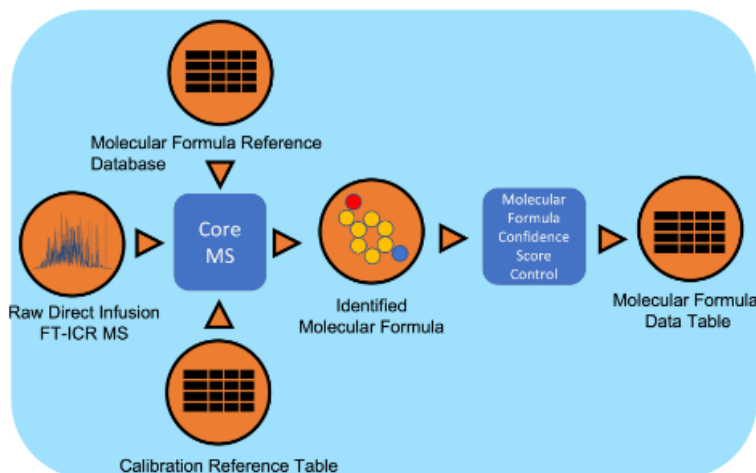 Molecular Formula Reference
Database
Raw Direct Infusion
FT-ICR MS
Core
MS
Calibration Reference Table
Identified
Molecular Formula
Molecular
Formula
Confidence
Score
Control
Molecular Formula
Data Table